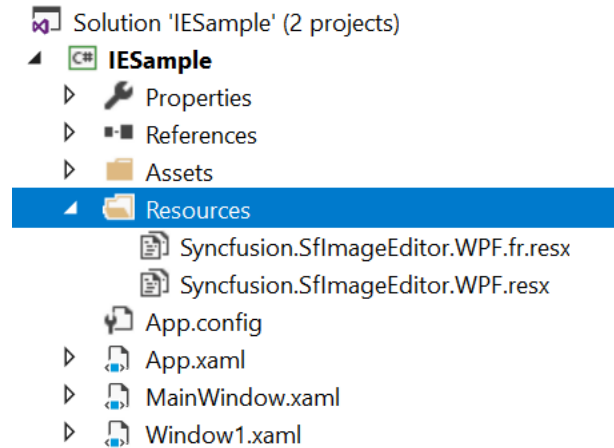 Solution 'IESample' (2 projects)
C# IESample
Properties
References
Assets
Resources
Syncfusion.SfImageEditor.WPF.fr.resx
Syncfusion.SfImageEditor.WPF.resx
App.config
App.xaml
MainWindow.xaml
Window1.xaml